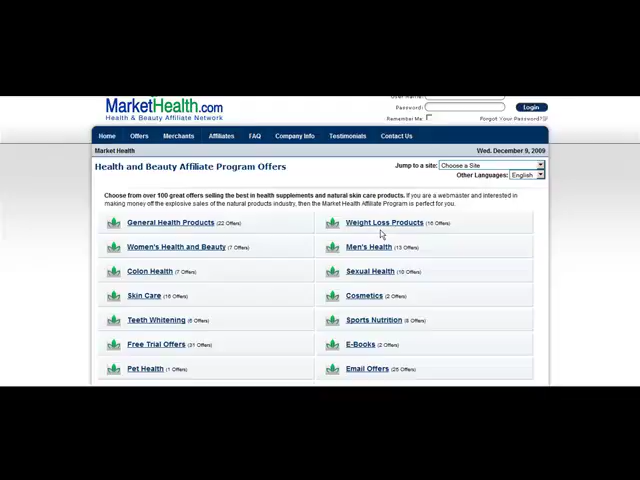 MarketHealth.com
Health & Beauty Affiliate Network
Password:
Login
Remember Me:
Forgot Your Password?
Home Offers Merchants Affiliates FAQ Company Info Testimonials Contact Us
Market Health Wed. December 9, 2009
Health and Beauty Affiliate Program Offers
Jump to a site: Choose a Site
Other Languages: English
Choose from over 100 great offers selling the best in health supplements and natural skin care products. If you are a webmaster and interested in
making money off the explosive sales of the natural products industry, then the Market Health Affiliate Program is perfect for you.
General Health Products (22 Offers) Weight Loss Products (16 Offers)
Women's Health and Beauty (7 Offers) Men's Health (13 Offers)
Colon Health (7 Offers) Sexual Health (10 Offers)
Skin Care (16 Offers) Cosmetics (2 Offers)
Teeth Whitening (6 Offers) Sports Nutrition (8 Offers)
Free Trial Offers (31 Offers) E-Books (2 Offers)
Pet Health (1 Offers) Email Offers (26 Offers)